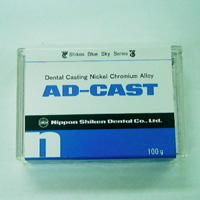 Shiken Blue Sky Series
Dental Casting Nickel Chromium Alloy
AD-CAST
Nippon Shiken Dental Co., Ltd.
n
100g